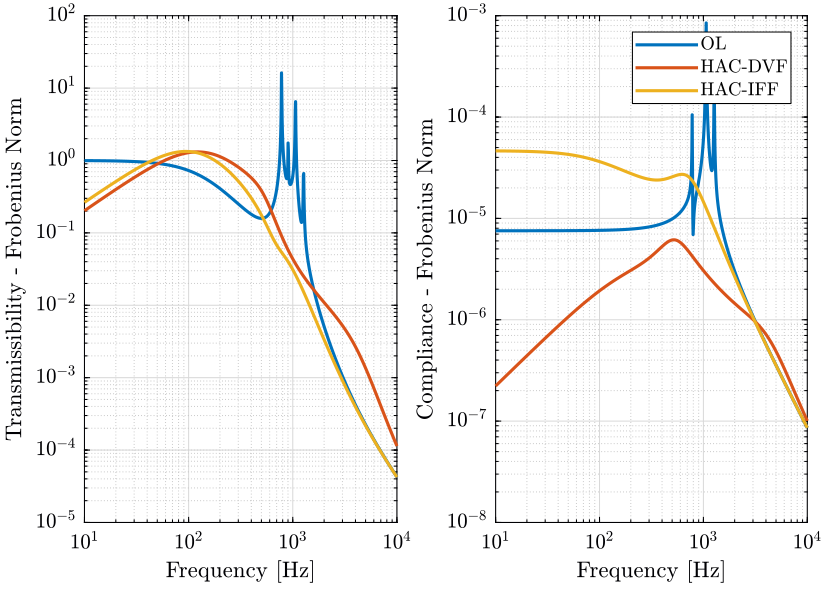 Transmissibility - Frobenius Norm
10^2
10^1
10^0
10^-1
10^-2
10^-3
10^-4
10^-5
10^1 10^2 10^3 10^4
Frequency [Hz]
Compliance - Frobenius Norm
10^-3
10^-4
10^-5
10^-6
10^-7
10^-8
10^1 10^2 10^3 10^4
Frequency [Hz]
OL
HAC-DVF
HAC-IFF